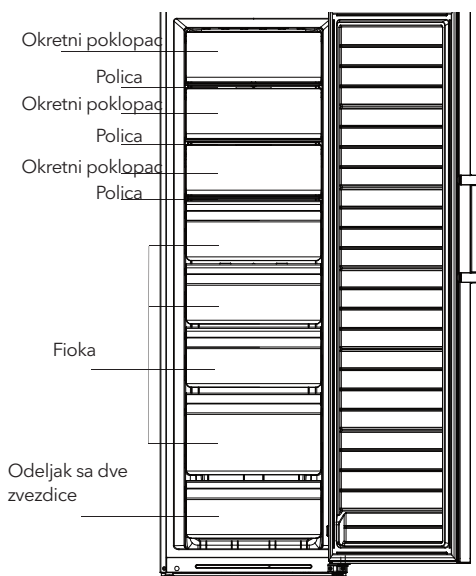 Okretni poklopac
Polica
Okretni poklopac
Polica
Okretni poklopac
Polica
Fioka
Odeljak sa dve
zvezdice